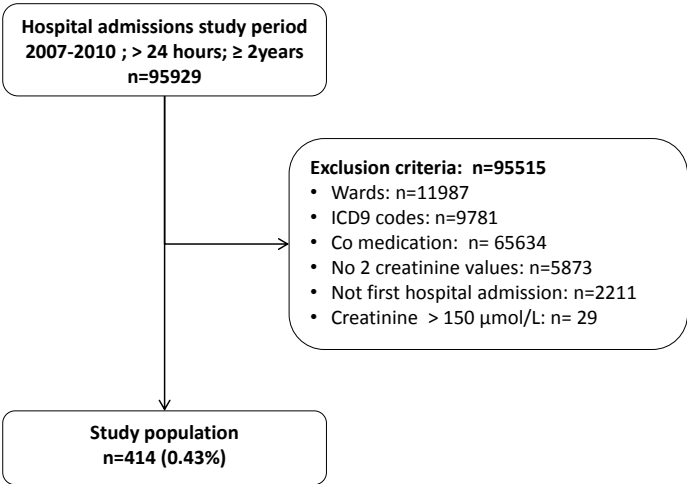 Hospital admissions study period
2007-2010 ; > 24 hours; ≥ 2years
n=95929
Exclusion criteria:  n=95515
• Wards: n=11987
• ICD9 codes: n=9781
• Co medication:  n= 65634
• No 2 creatinine values: n=5873
• Not first hospital admission: n=2211
• Creatinine  > 150 μmol/L: n= 29
Study population
n=414 (0.43%)